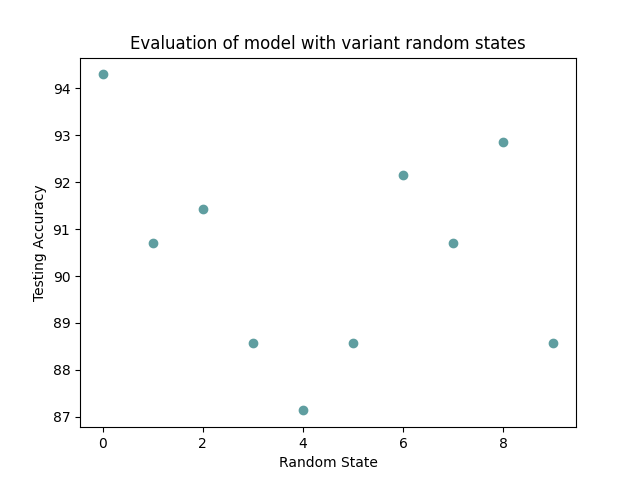 Evaluation of model with variant random states
94
93
92
91
90
89
88
87
Testing Accuracy
0 2 4 6 8
Random State